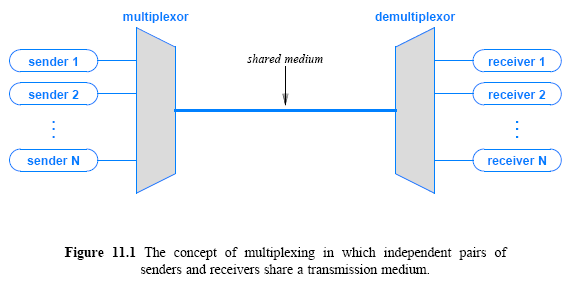 multiplexor demultiplexor
shared medium
sender 1 receiver 1
sender 2 receiver 2
sender N receiver N
Figure 11.1 The concept of multiplexing in which independent pairs of
senders and receivers share a transmission medium.